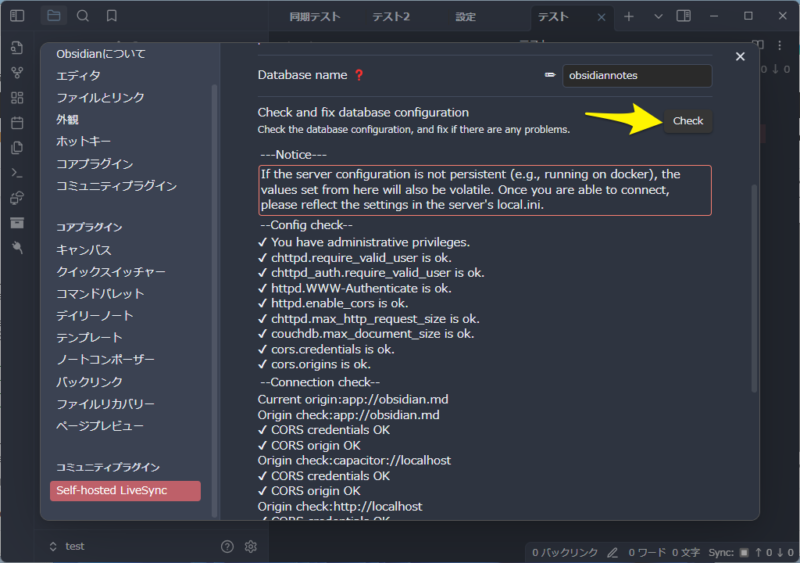 同期テスト
テスト2
設定
テスト
Obsidianについて
エディタ
ファイルとリンク
外観
ホットキー
コアプラグイン
コミュニティプラグイン
コアプラグイン
キャンバス
クイックスイッチャー
コマンドパレット
デイリーノート
テンプレート
ノートコンポーザー
バックリンク
ファイルリカバリー
ページプレビュー
コミュニティプラグイン
Self-hosted LiveSync
Database name ❓
obsidiannotes
Check and fix database configuration
Check the database configuration, and fix if there are any problems.
Check
---Notice---
If the server configuration is not persistent (e.g., running on docker), the
values set from here will also be volatile. Once you are able to connect,
please reflect the settings in the server's local.ini.
--Config check--
✔ You have administrative privileges.
✔ chttpd.require_valid_user is ok.
✔ chttpd_auth.require_valid_user is ok.
✔ httpd.WWW-Authenticate is ok.
✔ httpd.enable_cors is ok.
✔ chttpd.max_http_request_size is ok.
✔ couchdb.max_document_size is ok.
✔ cors.credentials is ok.
✔ cors.origins is ok.
--Connection check--
Current origin:app://obsidian.md
Origin check:app://obsidian.md
✔ CORS credentials OK
✔ CORS origin OK
Origin check:capacitor://localhost
✔ CORS credentials OK
✔ CORS origin OK
Origin check:http://localhost
✔ CORS credentials OK
test
0 バックリンク
0 ワード 0 文字
Sync: ↑ 0 ↓ 0